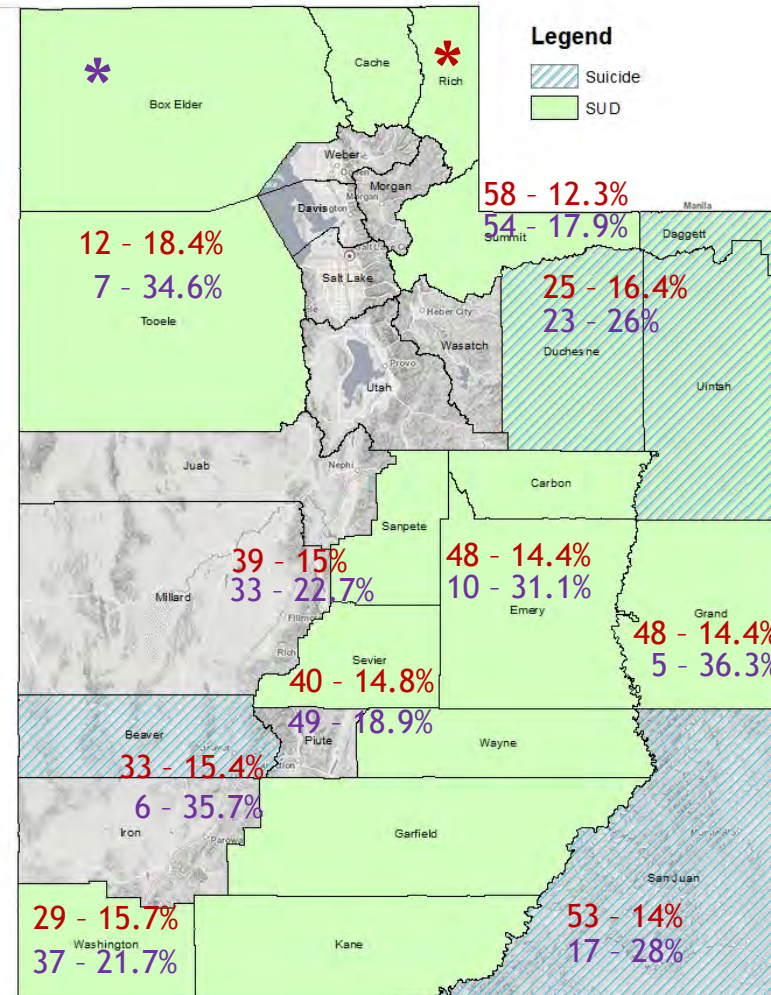 Legend
Suicide
SUD
*
*
Cache
Rich
Box Elder
Weber
Morgan
58 - 12.3%
Manila
Davis
54 - 17.9%
Summit
Daggett
12 - 18.4%
7 - 34.6%
Salt Lake
25 - 16.4%
23 - 26%
Tooele
Heber City
Wasatch
Duchesne
Provo
Utah
Uintah
Juab
Nephi
Carbon
Sanpete
39 - 15%
48 - 14.4%
33 - 22.7%
10 - 31.1%
Millard
Emery
Grand
48 - 14.4%
Sevier
5 - 36.3%
40 - 14.8%
49 - 18.9%
Beaver
Piute
Wayne
33 - 15.4%
6 - 35.7%
Iron
Garfield
San Juan
29 - 15.7%
53 - 14%
Washington
Kane
17 - 28%
37 - 21.7%